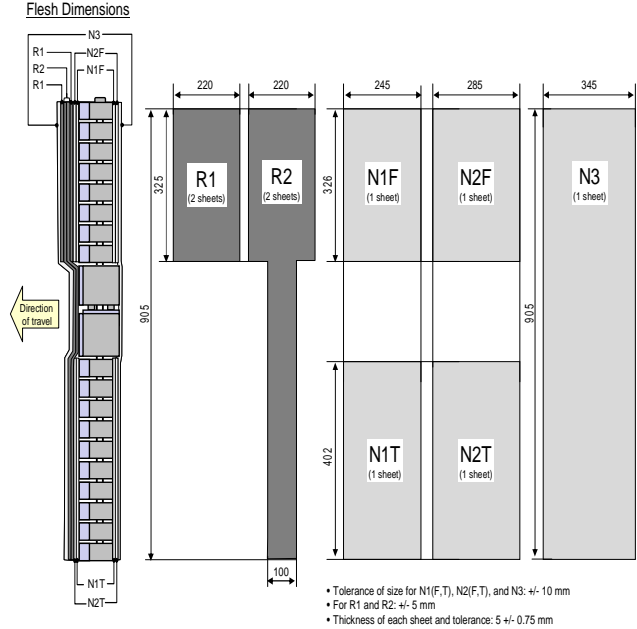 Flesh Dimensions
N3
R1
N2F
R2
N1F
R1
220
220
245
285
345
325
R1
(2 sheets)
R2
(2 sheets)
326
N1F
(1 sheet)
N2F
(1 sheet)
N3
(1 sheet)
Direction
of travel
905
905
402
N1T
(1 sheet)
N2T
(1 sheet)
100
N1T
N2T
• Tolerance of size for N1(F,T), N2(F,T), and N3: +/- 10 mm
• For R1 and R2: +/- 5 mm
• Thickness of each sheet and tolerance: 5 +/- 0.75 mm